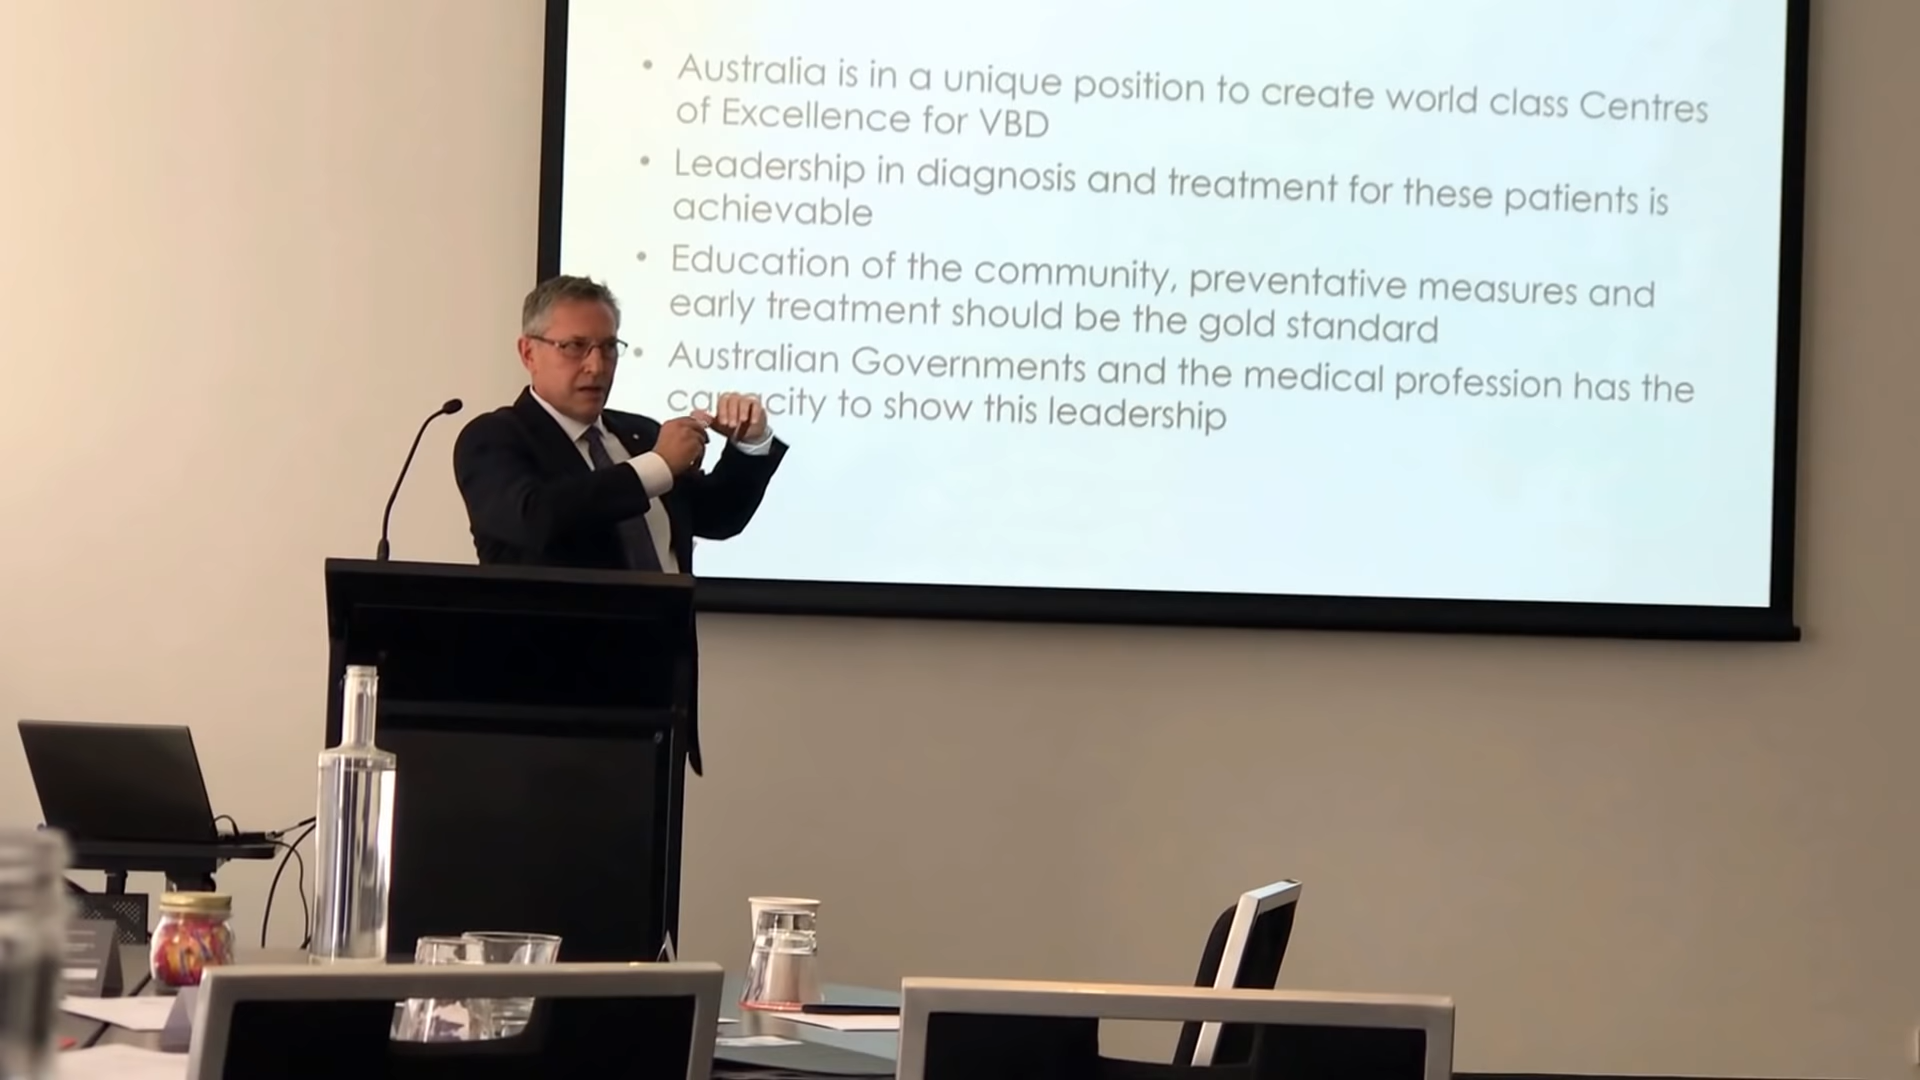 • Australia is in a unique position to create world class Centres
of Excellence for VBD
• Leadership in diagnosis and treatment for these patients is
achievable
• Education of the community, preventative measures and
early treatment should be the gold standard
• Australian Governments and the medical profession has the
capacity to show this leadership